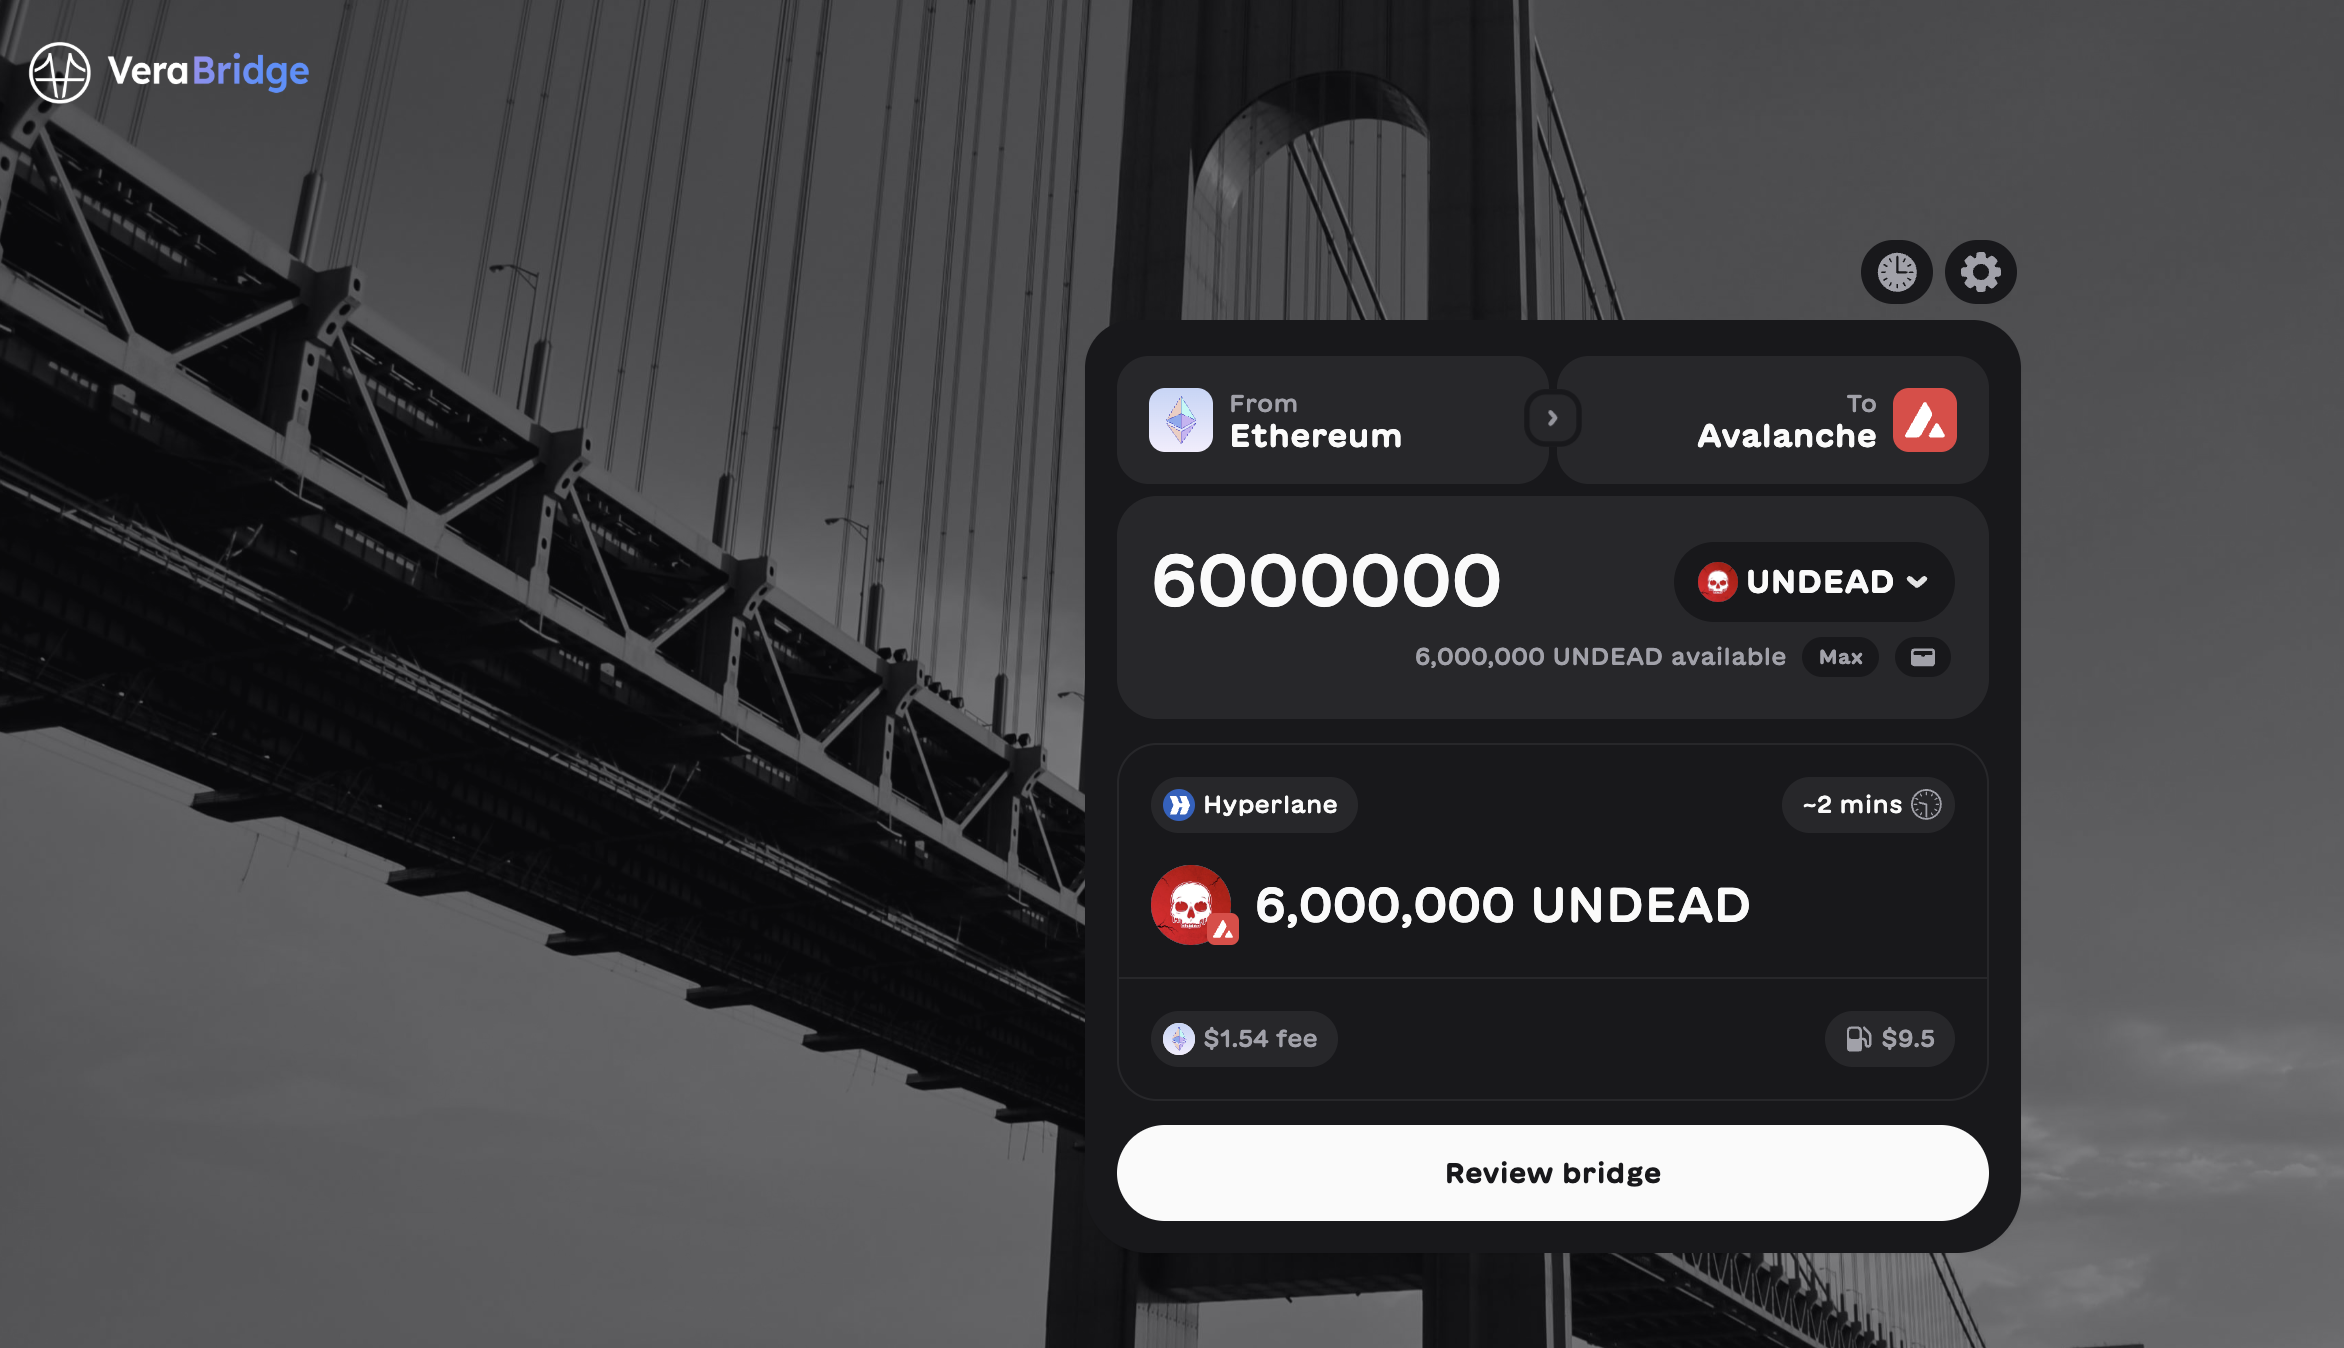 VeraBridge
From
Ethereum
To
Avalanche
6000000
UNDEAD
6,000,000 UNDEAD available
Max
Hyperlane
~2 mins
6,000,000 UNDEAD
$1.54 fee
$9.5
Review bridge